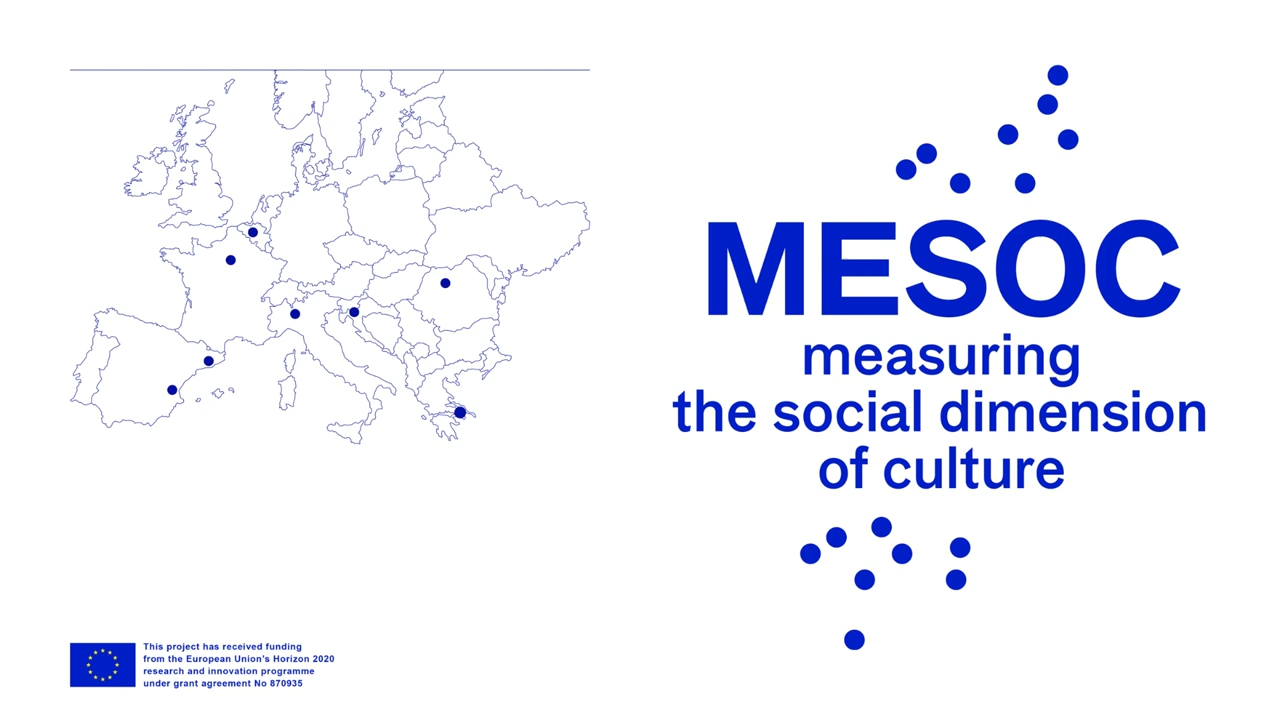 MESOC
measuring
the social dimension
of culture
This project has received funding
from the European Union's Horizon 2020
research and innovation programme
under grant agreement No 870935